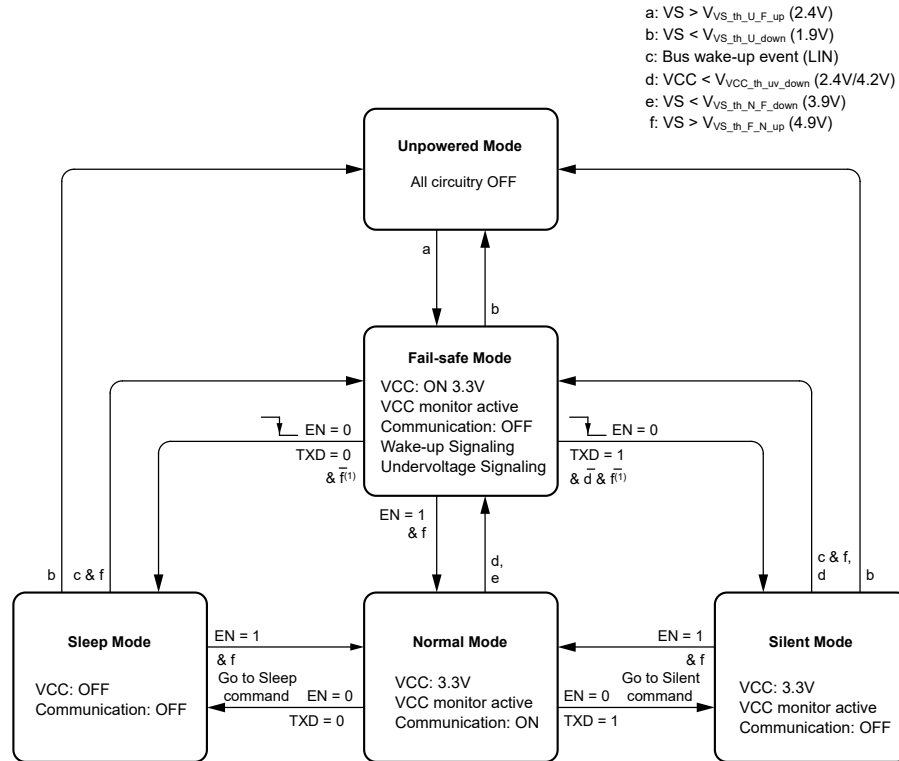 a: VS > V_VS_th_U_F_up (2.4V)
b: VS < V_VS_th_U_down (1.9V)
c: Bus wake-up event (LIN)
d: VCC < V_VCC_th_uv_down (2.4V/4.2V)
e: VS < V_VS_th_N_F_down (3.9V)
f: VS > V_VS_th_F_N_up (4.9V)
Unpowered Mode
All circuitry OFF
a
b
Fail-safe Mode
VCC: ON 3.3V
VCC monitor active
Communication: OFF
Wake-up Signaling
Undervoltage Signaling
EN = 0
TXD = 0
& f̅(1)
EN = 0
TXD = 1
& d̅ & f̅(1)
EN = 1
& f
d,
e
b
c & f
c & f,
d
b
Sleep Mode
VCC: OFF
Communication: OFF
EN = 1
& f
Go to Sleep
command
EN = 0
TXD = 0
Normal Mode
VCC: 3.3V
VCC monitor active
Communication: ON
EN = 1
& f
Go to Silent
command
EN = 0
TXD = 1
Silent Mode
VCC: 3.3V
VCC monitor active
Communication: OFF